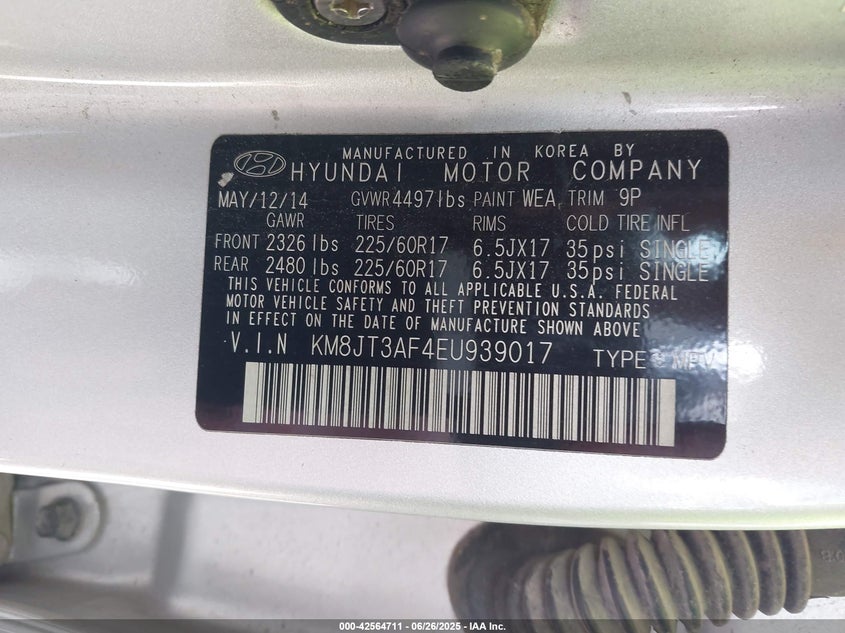 MANUFACTURED IN KOREA BY
HYUNDAI MOTOR COMPANY
MAY/12/14 GVWR 4497lbs PAINT WEA TRIM 9P
GAWR TIRES RIMS COLD TIRE INFL
FRONT 2326 lbs 225/60R17 6.5JX17 35psi SINGLE
REAR 2480 lbs 225/60R17 6.5JX17 35psi SINGLE
THIS VEHICLE CONFORMS TO ALL APPLICABLE U.S.A. FEDERAL
MOTOR VEHICLE SAFETY AND THEFT PREVENTION STANDARDS
IN EFFECT ON THE DATE OF MANUFACTURE SHOWN ABOVE.
V.I.N KM8JT3AF4EU939017 TYPE : MPV
000-42564711 - 06/26/2025 - IAA Inc.